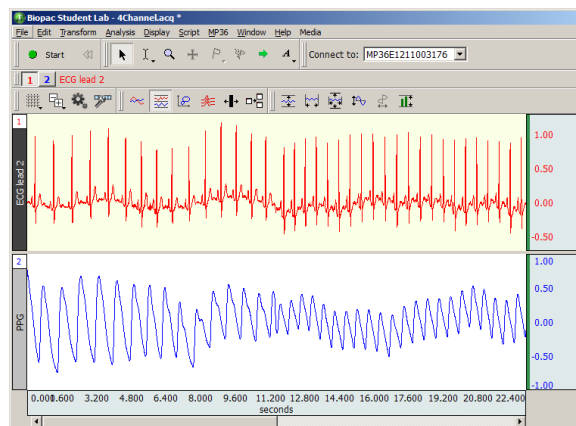 Biopac Student Lab - 4Channel.acq *
File Edit Transform Analysis Display Script MP36 Window Help Media
Start A Connect to: MP36E1211003176
1 2 ECG lead 2
1
ECG lead 2
1.00
0.50
0.00
-0.50
2
PPG
1.00
0.50
0.00
-0.50
-1.00
0.000 1.600 3.200 4.800 6.400 8.000 9.600 11.200 12.800 14.400 16.000 17.600 19.200 20.800 22.400
seconds